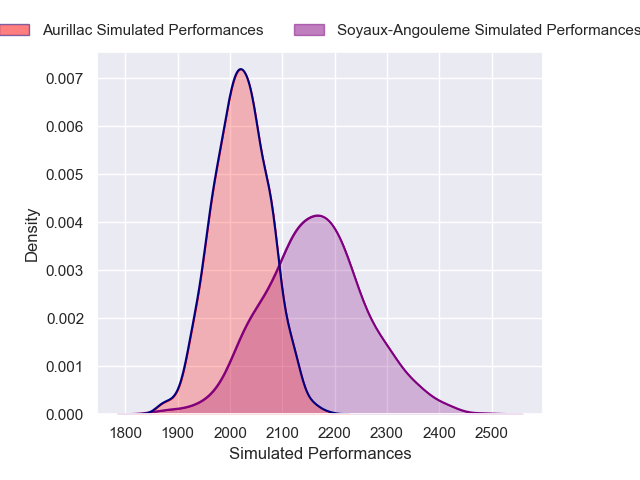 Aurillac Simulated Performances Soyaux-Angouleme Simulated Performances
0.007
0.006
0.005
0.004
0.003
0.002
0.001
0.000
Density
1800 1900 2000 2100 2200 2300 2400 2500
Simulated Performances